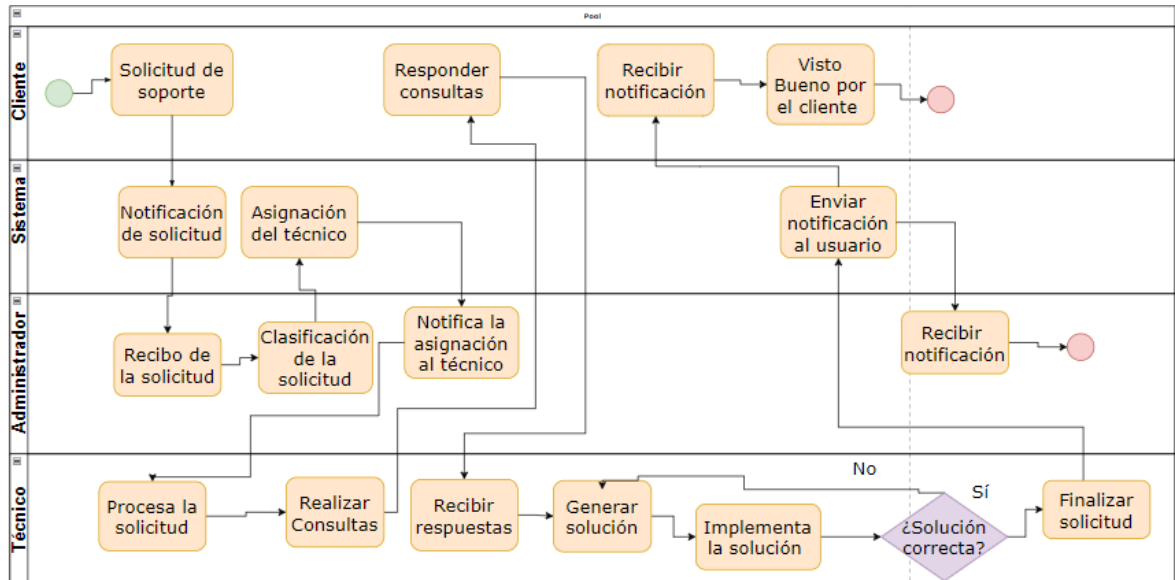 Pool
Cliente
Solicitud de
soporte
Responder
consultas
Recibir
notificación
Visto
Bueno por
el cliente
Sistema
Notificación
de solicitud
Asignación
del técnico
Enviar
notificación
al usuario
Administrador
Recibo de
la solicitud
Clasificación
de la
solicitud
Notifica la
asignación
al técnico
Recibir
notificación
Técnico
Procesa la
solicitud
Realizar
Consultas
Recibir
respuestas
Generar
solución
Implementa
la solución
No
¿Solución
correcta?
Sí
Finalizar
solicitud